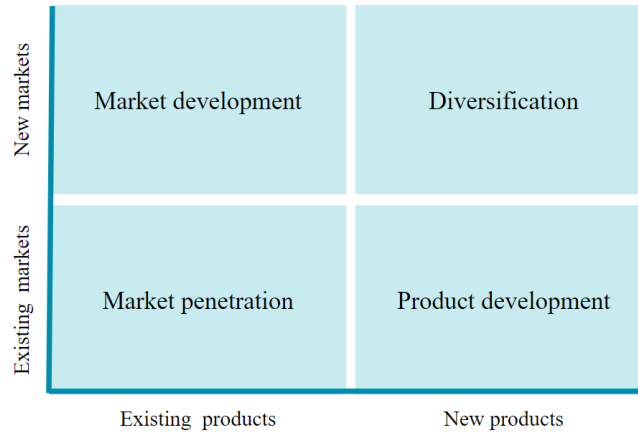 New markets
Market development
Diversification
Existing markets
Market penetration
Product development
Existing products
New products